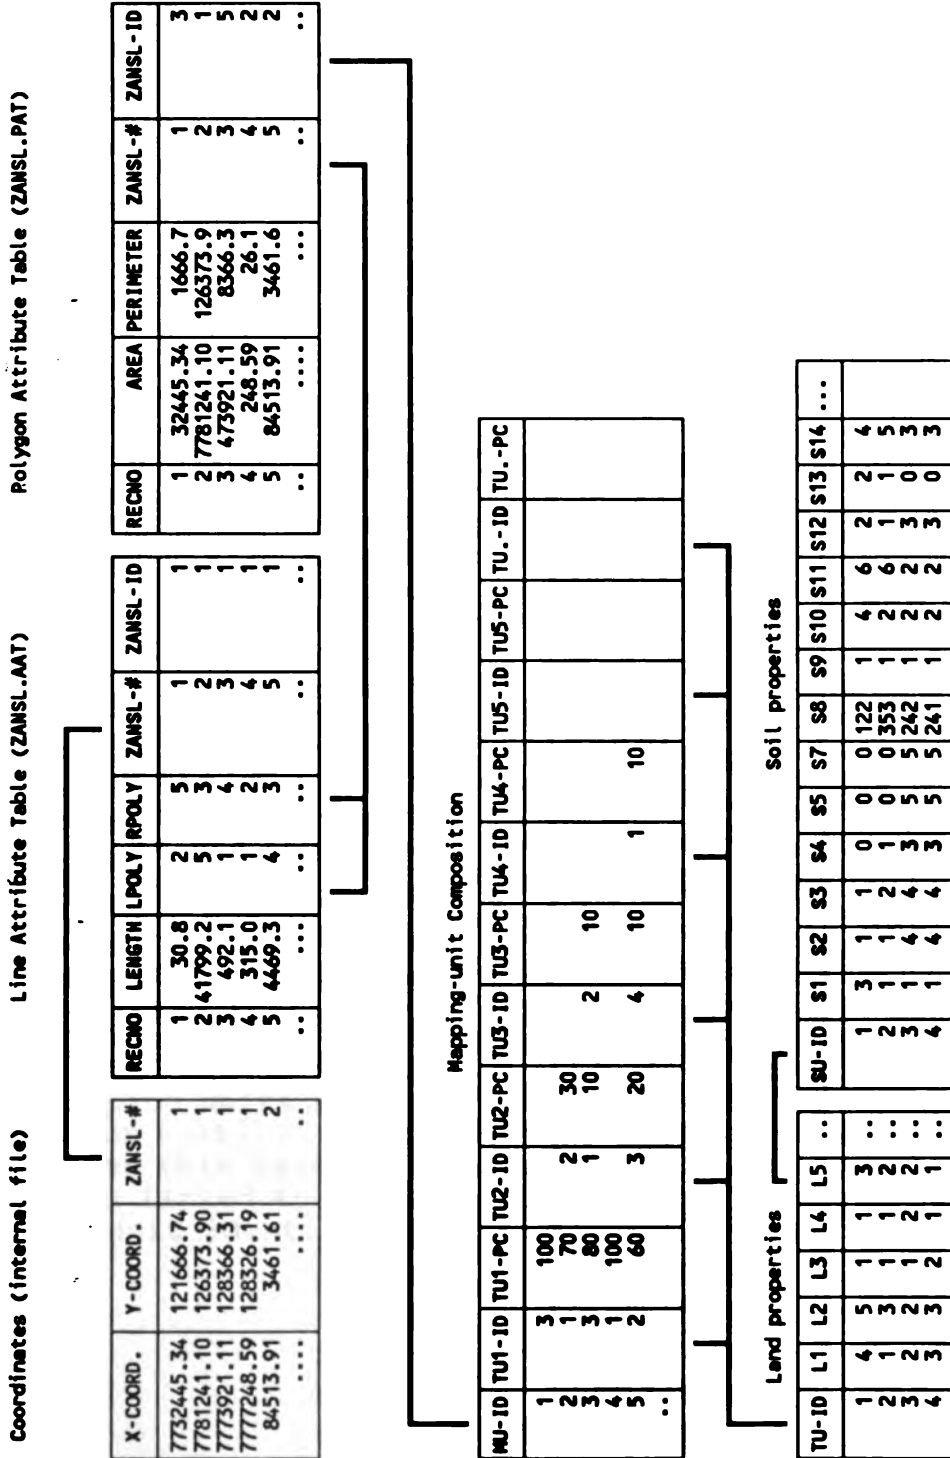 Coordinates (internal file)
X-COORD. Y-COORD. ZANSL-#
7732445.34 121666.74 1
7781241.10 126373.90 1
7773921.11 128366.31 1
7777248.59 128326.19 1
84513.91 3461.61 2
.... .... ..
Line Attribute Table (ZANSL.AAT)
RECNO LENGTH LPOLY RPOLY ZANSL-# ZANSL-ID
1 30.8 2 5 1 1
2 41799.2 5 3 2 1
3 492.1 1 4 3 1
4 315.0 1 2 4 1
5 4469.3 4 3 5 1
.. ... .. .. .. ..
Polygon Attribute Table (ZANSL.PAT)
RECNO AREA PERIMETER ZANSL-# ZANSL-ID
1 32445.34 1666.7 1 3
2 7781241.10 126373.9 2 1
3 473921.11 8366.3 3 5
4 248.59 26.1 4 2
5 84513.91 3461.6 5 2
.. .... .... .. ..
Mapping-unit Composition
MU-ID TU1-ID TU1-PC TU2-ID TU2-PC TU3-ID TU3-PC TU4-ID TU4-PC TU5-ID TU5-PC TU.-ID TU.-PC
1 3 100
2 1 70 2 30
3 3 80 1 10 2 10
4 1 100
5 2 60 3 20 4 10 1 10
..
Land properties
TU-ID L1 L2 L3 L4 L5 ..
1 4 5 1 1 3 ..
2 1 3 1 1 2 ..
3 2 2 1 2 2 ..
4 3 3 2 1 1 ..
Soil properties
SU-ID S1 S2 S3 S4 S5 S7 S8 S9 S10 S11 S12 S13 S14 ...
1 3 1 1 0 0 0 122 1 4 6 2 2 4
2 1 1 2 1 0 0 353 1 2 6 1 1 5
3 1 4 4 3 5 5 242 1 2 2 3 0 3
4 1 4 4 3 5 5 241 1 2 2 3 0 3